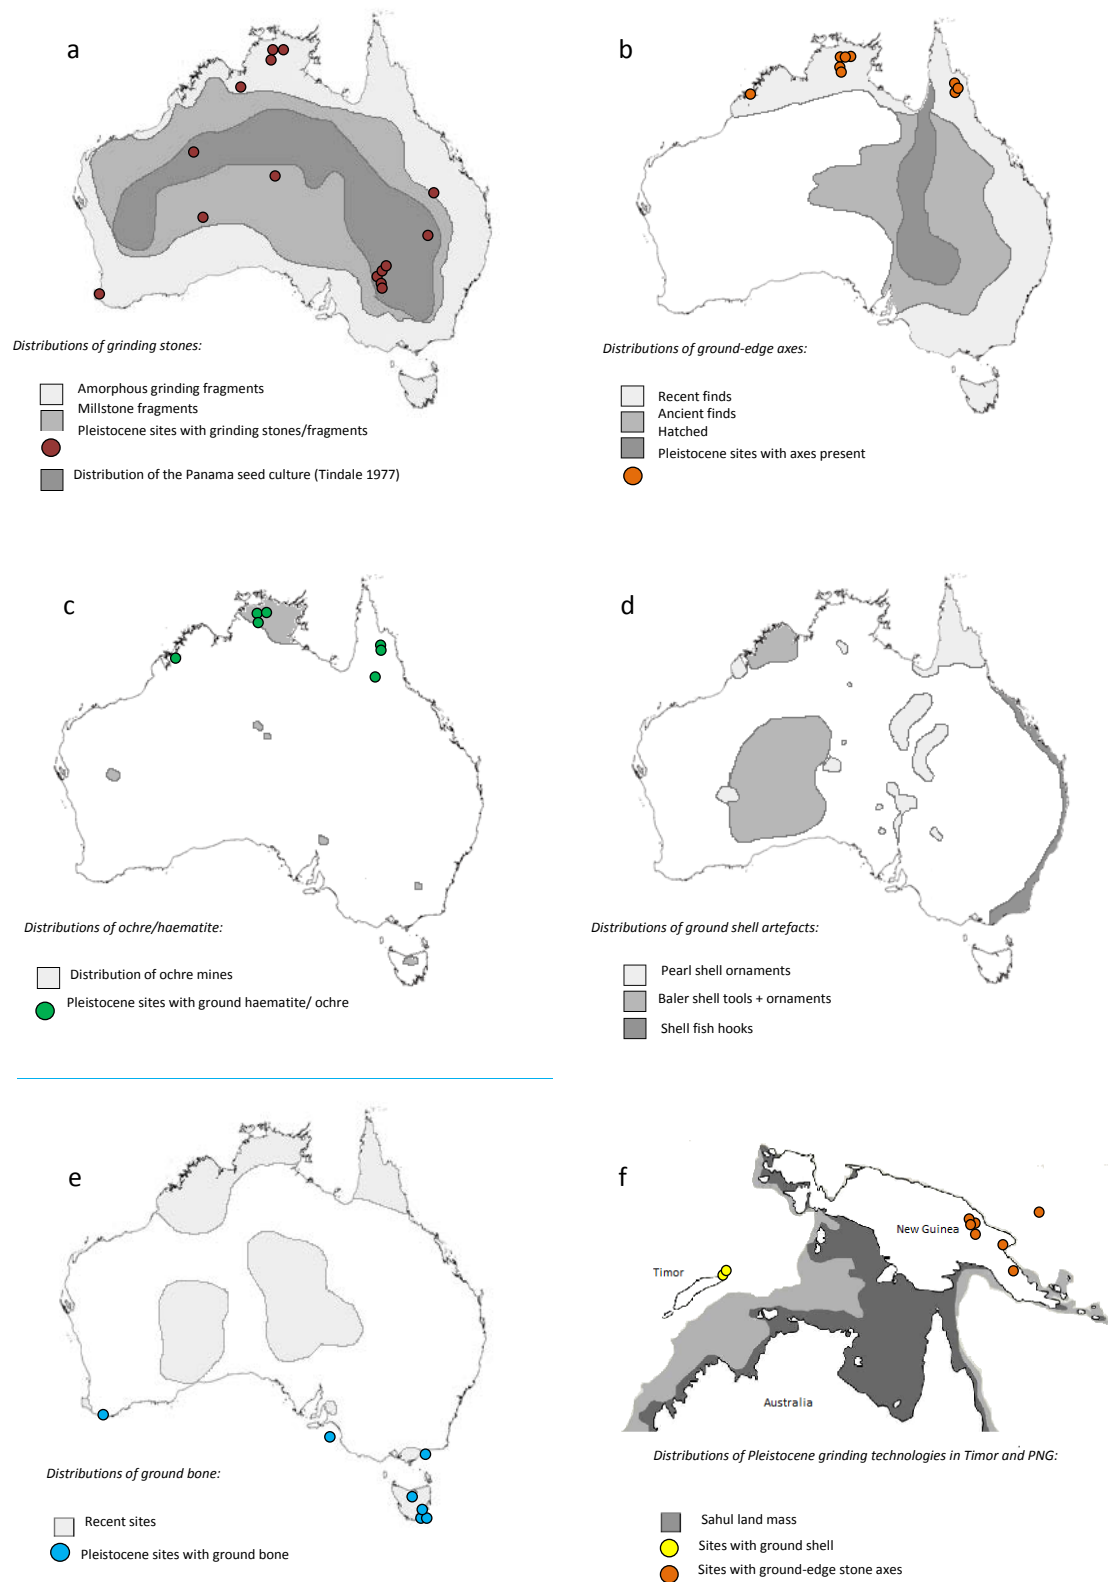 a
Distributions of grinding stones:
Amorphous grinding fragments
Millstone fragments
Pleistocene sites with grinding stones/fragments
Distribution of the Panama seed culture (Tindale 1977)
b
Distributions of ground-edge axes:
Recent finds
Ancient finds
Hatched
Pleistocene sites with axes present
c
Distributions of ochre/haematite:
Distribution of ochre mines
Pleistocene sites with ground haematite/ ochre
d
Distributions of ground shell artefacts:
Pearl shell ornaments
Baler shell tools + ornaments
Shell fish hooks
e
Distributions of ground bone:
Recent sites
Pleistocene sites with ground bone
f
New Guinea
Timor
Australia
Distributions of Pleistocene grinding technologies in Timor and PNG:
Sahul land mass
Sites with ground shell
Sites with ground-edge stone axes